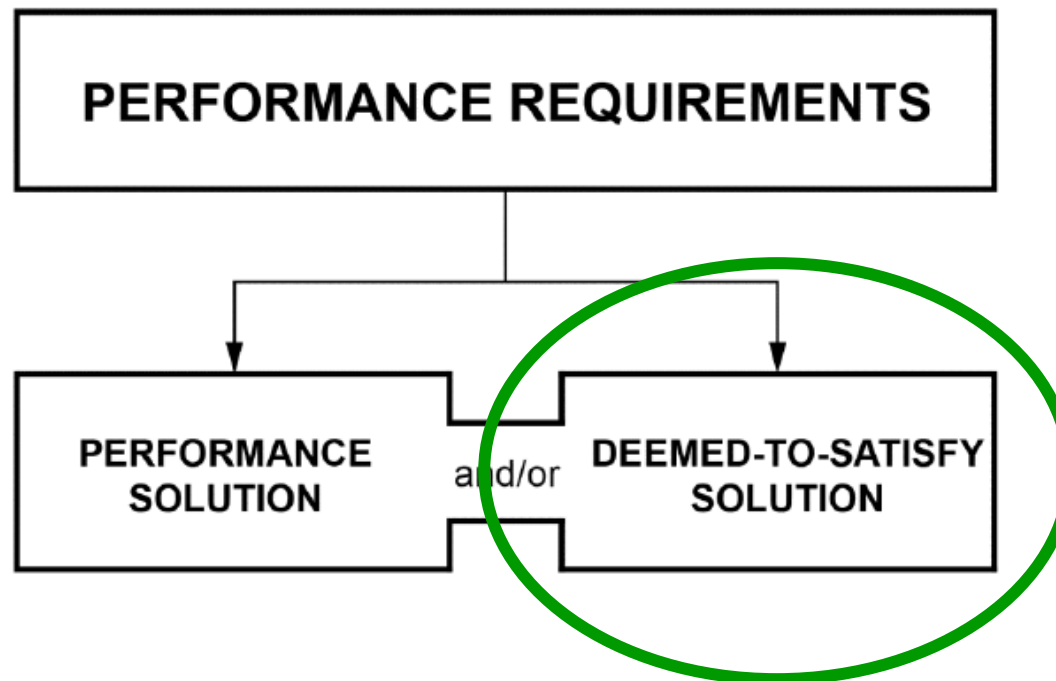 PERFORMANCE REQUIREMENTS
PERFORMANCE
SOLUTION
and/or
DEEMED-TO-SATISFY
SOLUTION